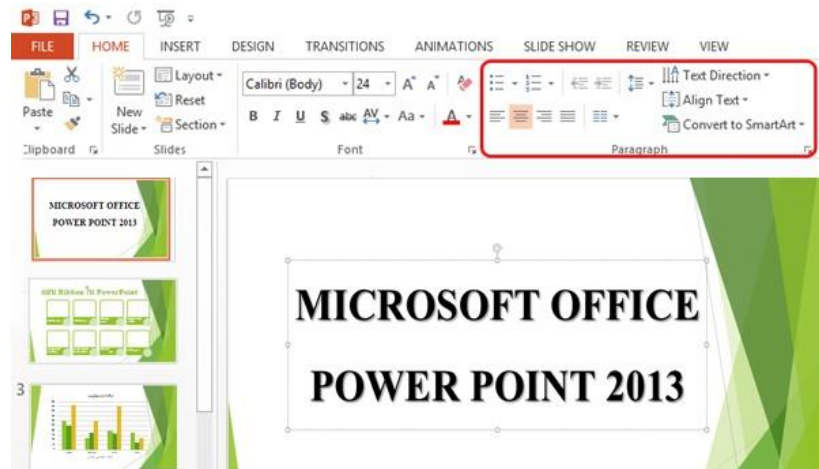 FILE HOME INSERT DESIGN TRANSITIONS ANIMATIONS SLIDE SHOW REVIEW VIEW
Paste
Clipboard
New
Slide
Layout
Reset
Section
Slides
Calibri (Body) 24
B I U S abc AV Aa A
Font
Text Direction
Align Text
Convert to SmartArt
Paragraph
MICROSOFT OFFICE
POWER POINT 2013
Ribbon
PowerPoint
3
MICROSOFT OFFICE
POWER POINT 2013